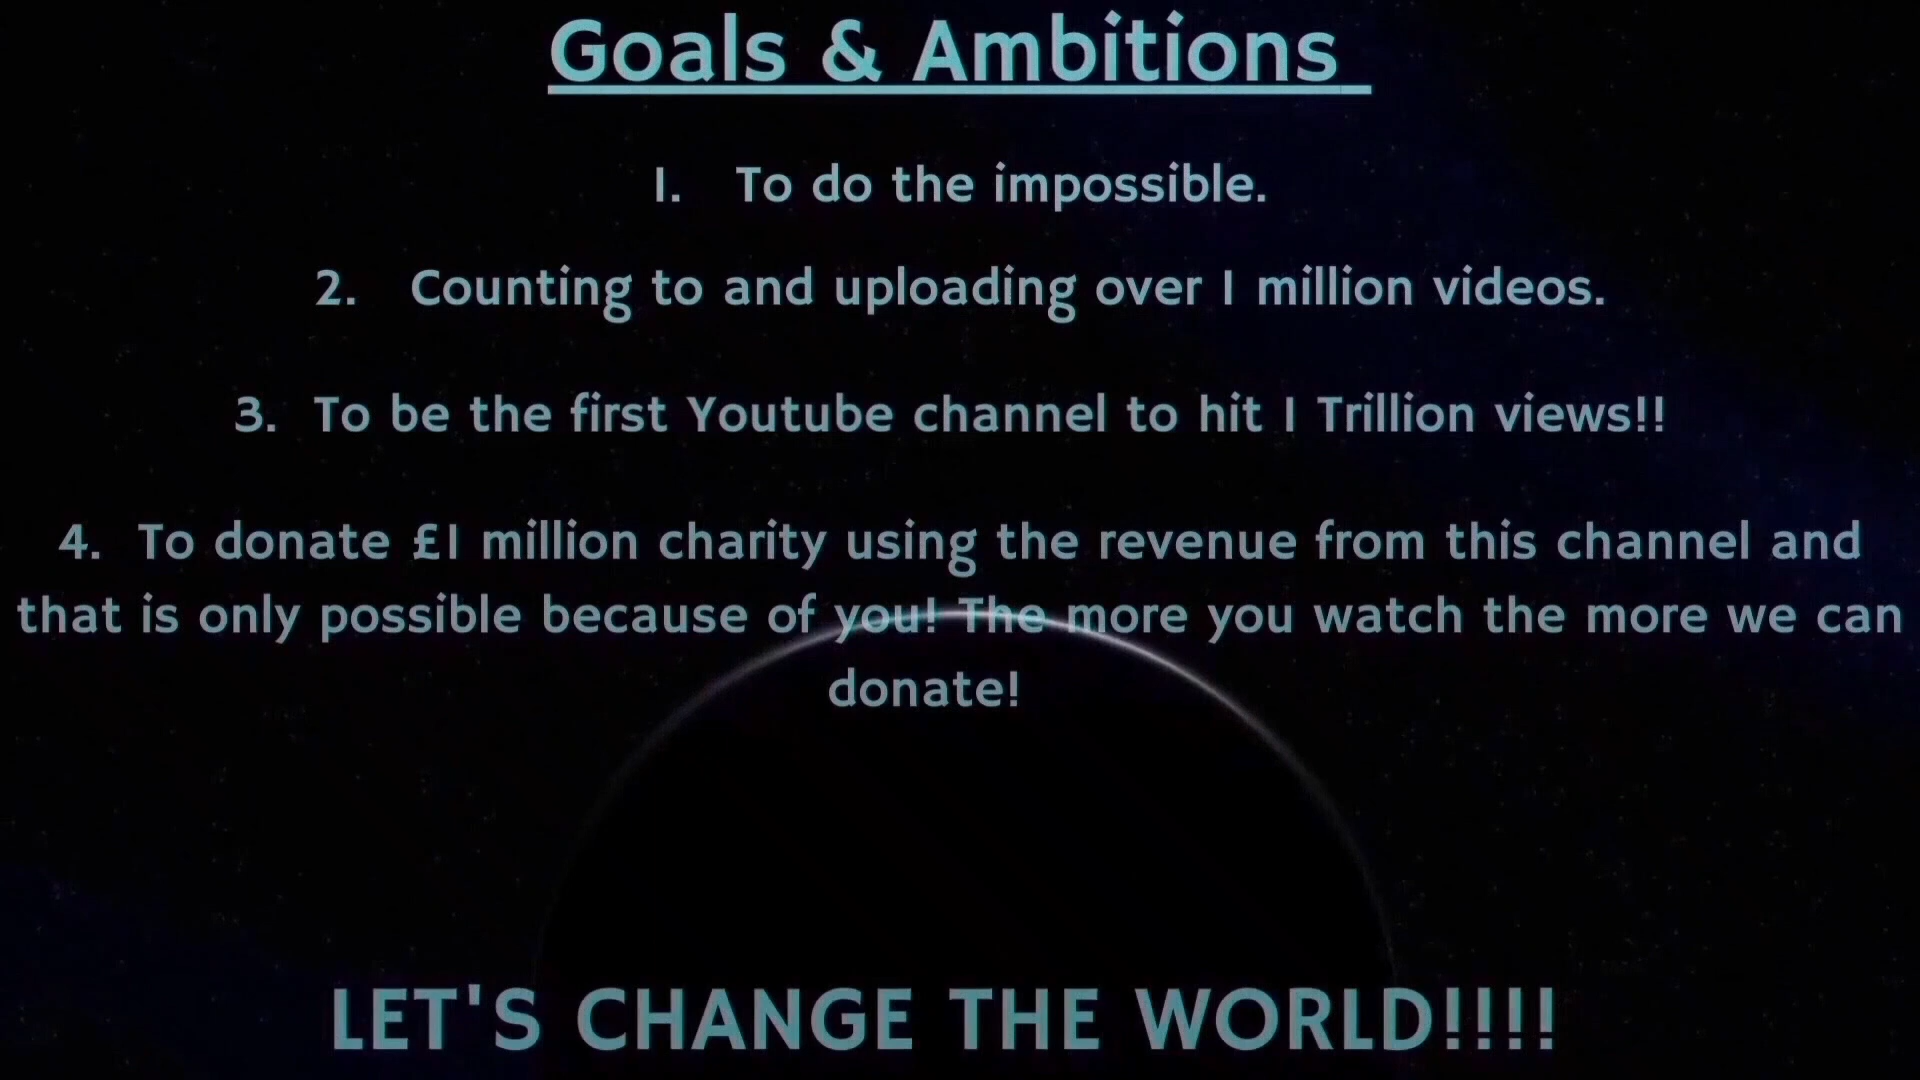 Goals & Ambitions
1. To do the impossible.
2. Counting to and uploading over 1 million videos.
3. To be the first Youtube channel to hit 1 Trillion views!!
4. To donate £1 million charity using the revenue from this channel and
that is only possible because of you! The more you watch the more we can
donate!
LET'S CHANGE THE WORLD!!!!